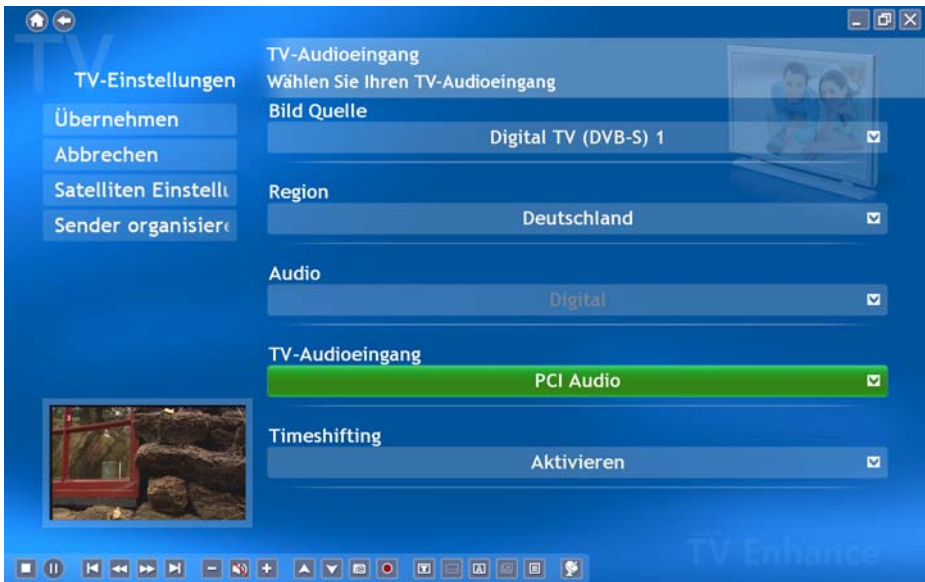 TV
TV-Einstellungen
Übernehmen
Abbrechen
Satelliten Einstellu
Sender organisiere
TV-Audioeingang
Wählen Sie Ihren TV-Audioeingang
Bild Quelle
Digital TV (DVB-S) 1
Region
Deutschland
Audio
Digital
TV-Audioeingang
PCI Audio
Timeshifting
Aktivieren
TV Enhance